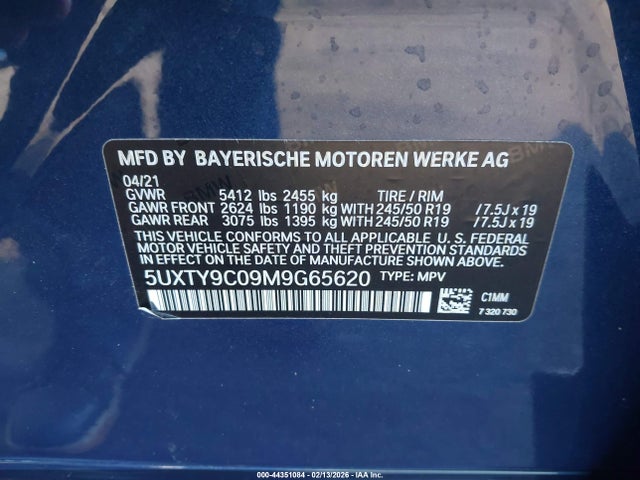 MFD BY BAYERISCHE MOTOREN WERKE AG
04/21
GVWR 5412 lbs 2455 kg TIRE / RIM
GAWR FRONT 2624 lbs 1190 kg WITH 245/50 R19 / 7.5J x 19
GAWR REAR 3075 lbs 1395 kg WITH 245/50 R19 / 7.5J x 19
THIS VEHICLE CONFORMS TO ALL APPLICABLE U. S. FEDERAL
MOTOR VEHICLE SAFETY AND THEFT PREVENTION STANDARDS
IN EFFECT ON THE DATE OF MANUFACTURE SHOWN ABOVE.
5UXTY9C09M9G65620 TYPE: MPV
C1MM
7 320 730
000-44351084 - 02/13/2026 - IAA Inc.